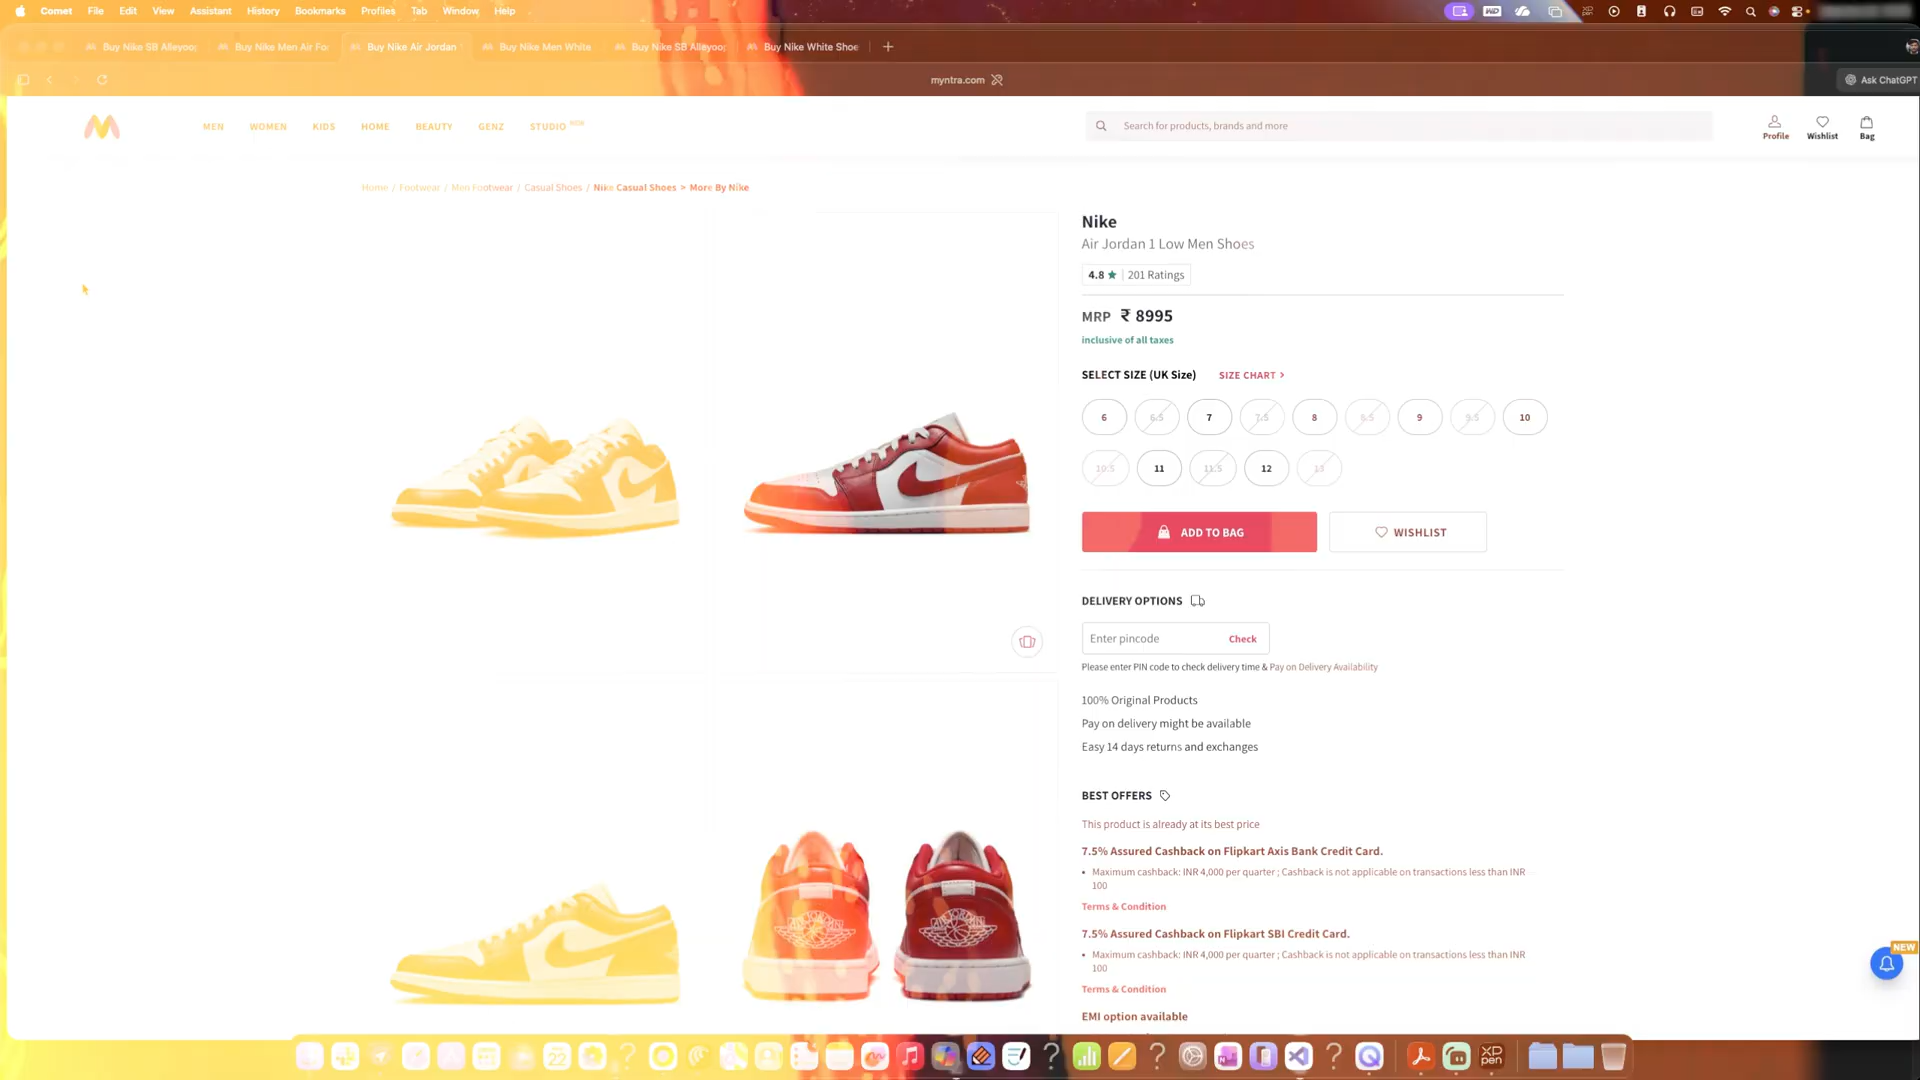 Comet File Edit View Assistant History Bookmarks Profiles Tab Window Help
Buy Nike SB Alleyoo Buy Nike Men Air Fo Buy Nike Air Jordan Buy Nike Men White Buy Nike SB Alleyoo Buy Nike White Shoe
myntra.com
Ask ChatGPT
MEN WOMEN KIDS HOME BEAUTY GENZ STUDIO NEW
Search for products, brands and more
Profile Wishlist Bag
Home / Footwear / Men Footwear / Casual Shoes / Nike Casual Shoes > More By Nike
Nike
Air Jordan 1 Low Men Shoes
4.8 ★ | 201 Ratings
MRP ₹ 8995
inclusive of all taxes
SELECT SIZE (UK Size) SIZE CHART >
6 6.5 7 7.5 8 8.5 9 9.5 10
10.5 11 11.5 12 13
ADD TO BAG WISHLIST
DELIVERY OPTIONS
Enter pincode Check
Please enter PIN code to check delivery time & Pay on Delivery Availability
100% Original Products
Pay on delivery might be available
Easy 14 days returns and exchanges
BEST OFFERS
This product is already at its best price
7.5% Assured Cashback on Flipkart Axis Bank Credit Card.
• Maximum cashback: INR 4,000 per quarter ; Cashback is not applicable on transactions less than INR
100
Terms & Condition
7.5% Assured Cashback on Flipkart SBI Credit Card.
• Maximum cashback: INR 4,000 per quarter ; Cashback is not applicable on transactions less than INR
100
Terms & Condition
EMI option available
NEW
AIR JORDAN AIR JORDAN
22
XP
pen